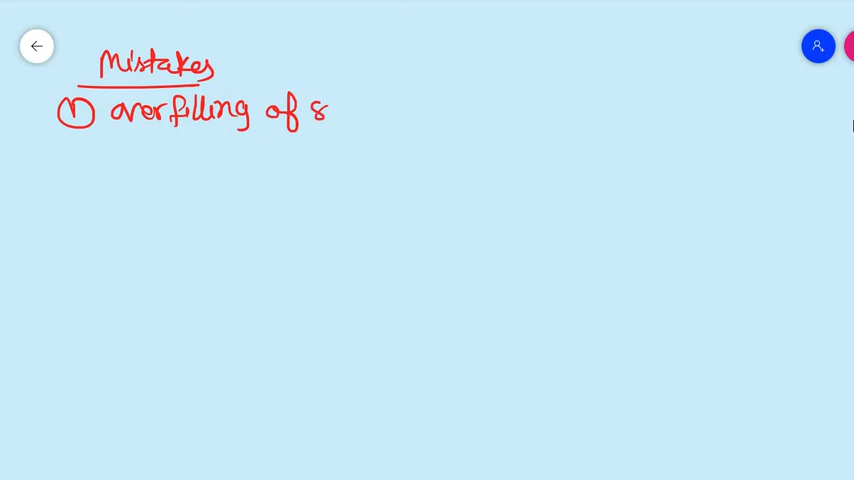 Mistakes
① overfilling of s